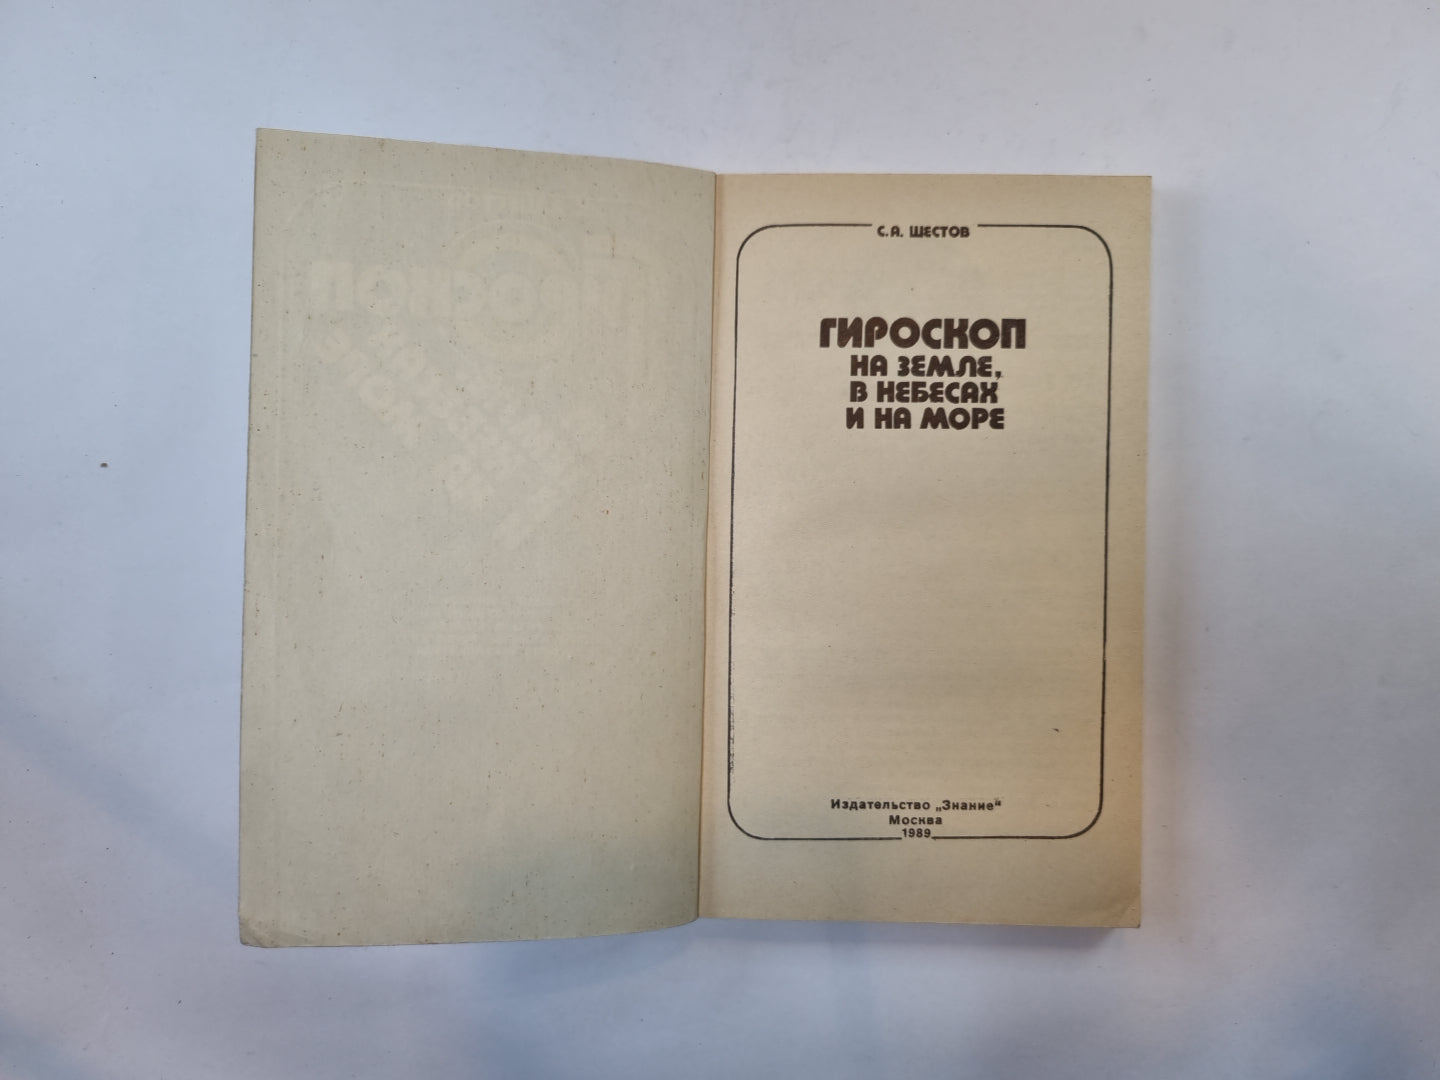 С.А. ШЕСТОВ
ГИРОСКОП
НА ЗЕМЛЕ,
В НЕБЕСАХ
И НА МОРЕ
Издательство „Знание“
Москва
1989